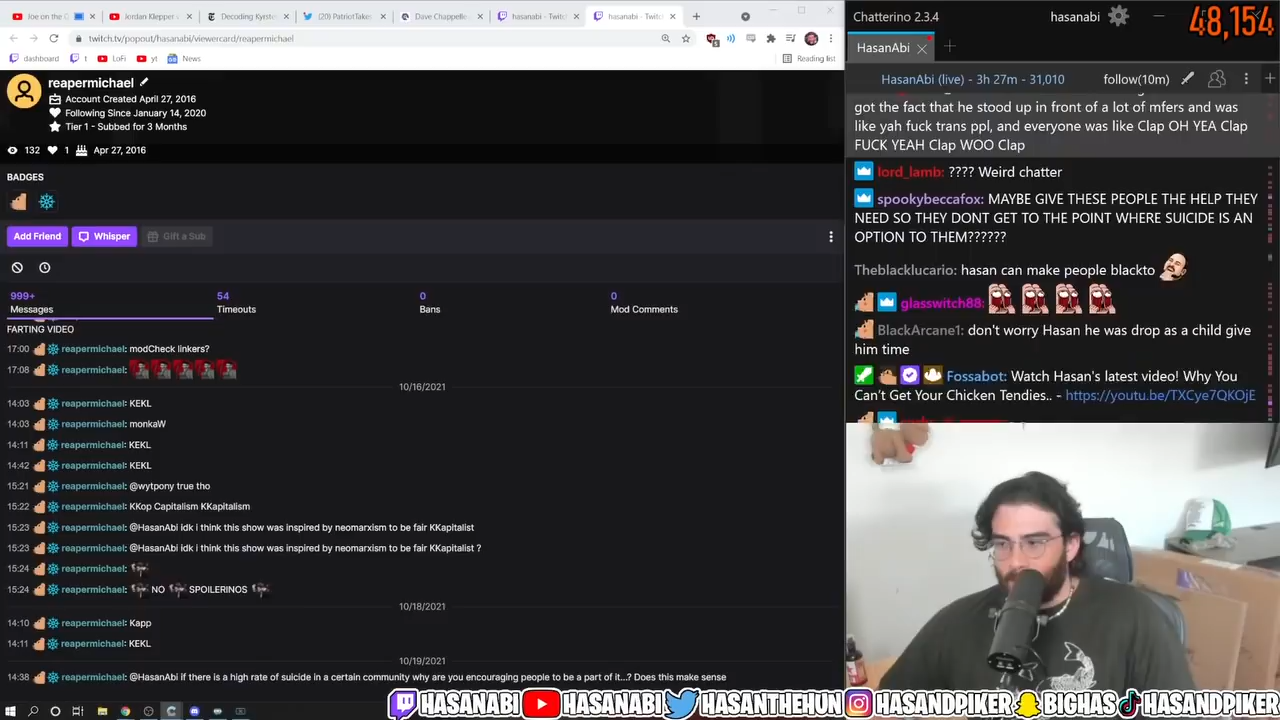 Joe on the G
Jordan Klepper
Decoding Kyrste
(20) PatriotTake
Dave Chappelle
hasanabi - Twitc
hasanabi - Twitc
twitch.tv/popout/hasanabi/viewercard/reapermichael
dashboard
t
LoFi
yt
News
Reading list
reapermichael
Account Created April 27, 2016
Following Since January 14, 2020
Tier 1 - Subbed for 3 Months
132
1
Apr 27, 2016
BADGES
Add Friend
Whisper
Gift a Sub
999+
Messages
54
Timeouts
0
Bans
0
Mod Comments
FARTING VIDEO
17:00 reapermichael: modCheck linkers?
17:08 reapermichael:
10/16/2021
14:03 reapermichael: KEKL
14:03 reapermichael: monkaW
14:11 reapermichael: KEKL
14:42 reapermichael: KEKL
15:21 reapermichael: @wytpony true tho
15:22 reapermichael: KKop Capitalism KKapitalism
15:23 reapermichael: @HasanAbi idk i think this show was inspired by neomarxism to be fair KKapitalist
15:23 reapermichael: @HasanAbi idk i think this show was inspired by neomarxism to be fair KKapitalist ?
15:24 reapermichael:
15:24 reapermichael: NO SPOILERINOS
10/18/2021
14:10 reapermichael: Kapp
14:11 reapermichael: KEKL
10/19/2021
14:38 reapermichael: @HasanAbi if there is a high rate of suicide in a certain community why are you encouraging people to be a part of it...? Does this make sense
Chatterino 2.3.4
hasanabi
48,154
HasanAbi
HasanAbi (live) - 3h 27m - 31,010
follow(10m)
got the fact that he stood up in front of a lot of mfers and was
like yah fuck trans ppl, and everyone was like Clap OH YEA Clap
FUCK YEAH Clap WOO Clap
lord_lamb: ???? Weird chatter
spookybeccafox: MAYBE GIVE THESE PEOPLE THE HELP THEY
NEED SO THEY DONT GET TO THE POINT WHERE SUICIDE IS AN
OPTION TO THEM??????
Theblacklucario: hasan can make people blackto
glasswitch88:
BlackArcane1: don't worry Hasan he was drop as a child give
him time
Fossabot: Watch Hasan's latest video! Why You
Can't Get Your Chicken Tendies.. - https://youtu.be/TXCye7QKOjE
HASANABI
HASANABI
HASANTHEHUN
HASANDPIKER
BIGHAS
HASANDPIKER